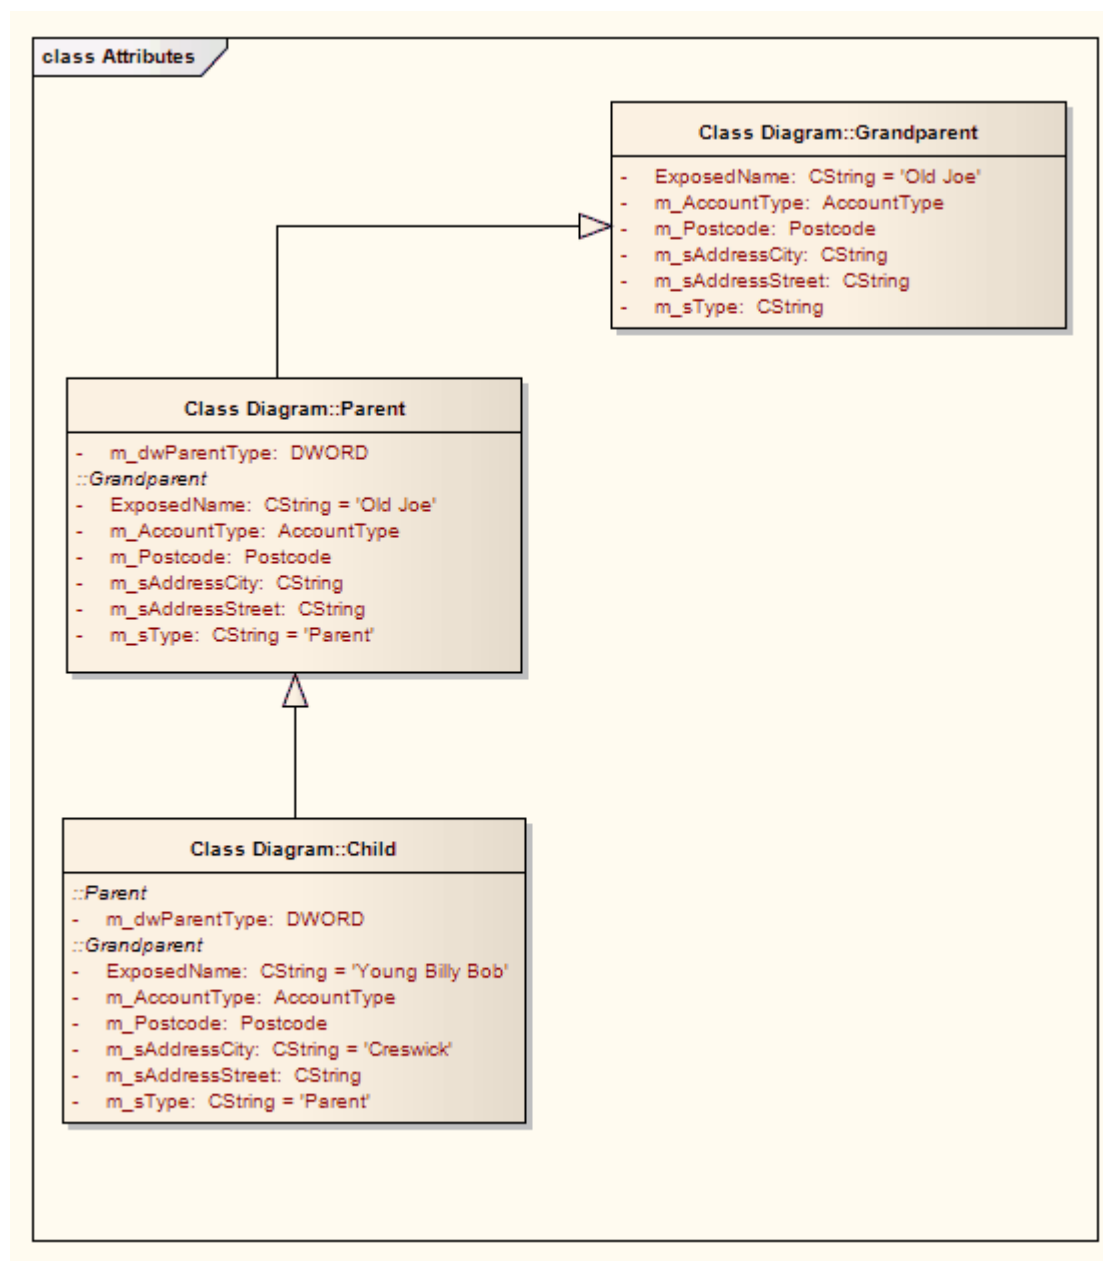 class Attributes
Class Diagram::Grandparent
- ExposedName: CString = 'Old Joe'
- m_AccountType: AccountType
- m_Postcode: Postcode
- m_sAddressCity: CString
- m_sAddressStreet: CString
- m_sType: CString
Class Diagram::Parent
- m_dwParentType: DWORD
::Grandparent
- ExposedName: CString = 'Old Joe'
- m_AccountType: AccountType
- m_Postcode: Postcode
- m_sAddressCity: CString
- m_sAddressStreet: CString
- m_sType: CString = 'Parent'
Class Diagram::Child
::Parent
- m_dwParentType: DWORD
::Grandparent
- ExposedName: CString = 'Young Billy Bob'
- m_AccountType: AccountType
- m_Postcode: Postcode
- m_sAddressCity: CString = 'Creswick'
- m_sAddressStreet: CString
- m_sType: CString = 'Parent'